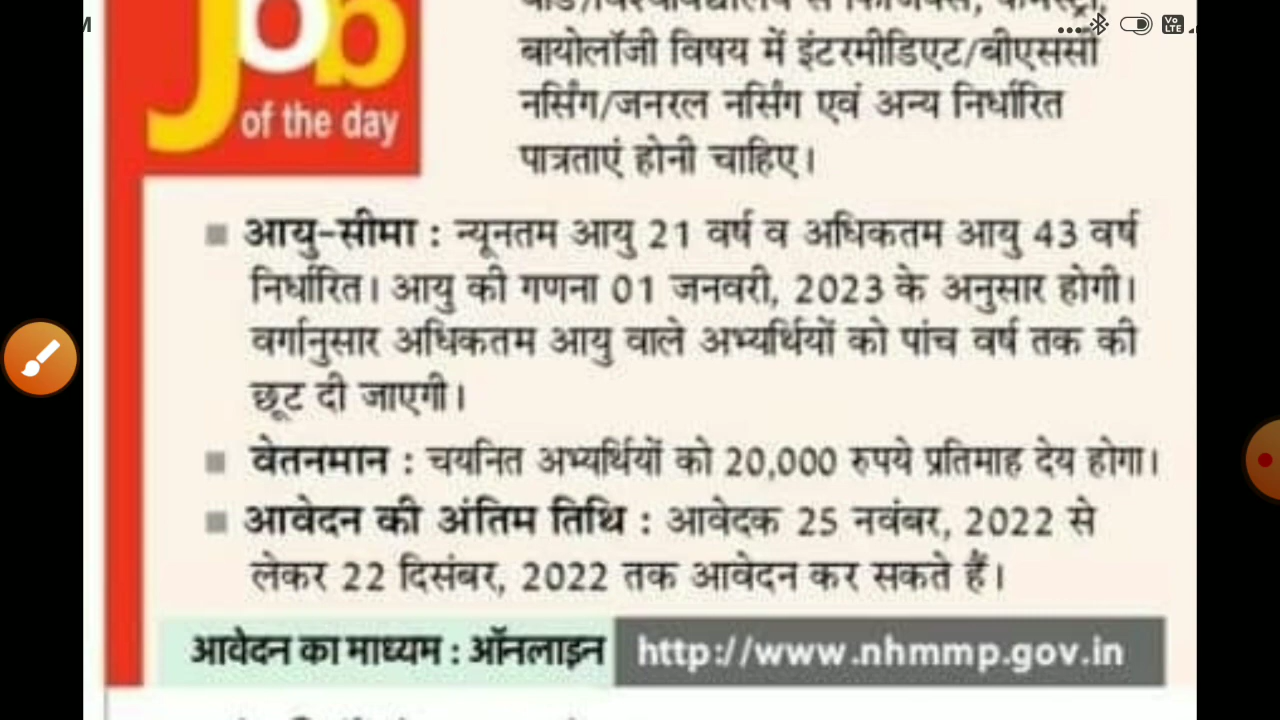 M
Job
of the day
Vo
LTE
बायोलॉजी विषय में इंटरमीडिएट/बीएससी
नर्सिंग/जनरल नर्सिंग एवं अन्य निर्धारित
पात्रताएं होनी चाहिए।
आयु-सीमा : न्यूनतम आयु 21 वर्ष व अधिकतम आयु 43 वर्ष
निर्धारित। आयु की गणना 01 जनवरी, 2023 के अनुसार होगी।
वर्गानुसार अधिकतम आयु वाले अभ्यर्थियों को पांच वर्ष तक की
छूट दी जाएगी।
वेतनमान : चयनित अभ्यर्थियों को 20,000 रुपये प्रतिमाह देय होगा।
आवेदन की अंतिम तिथि : आवेदक 25 नवंबर, 2022 से
लेकर 22 दिसंबर, 2022 तक आवेदन कर सकते हैं।
आवेदन का माध्यम : ऑनलाइन http://www.nhmmp.gov.in